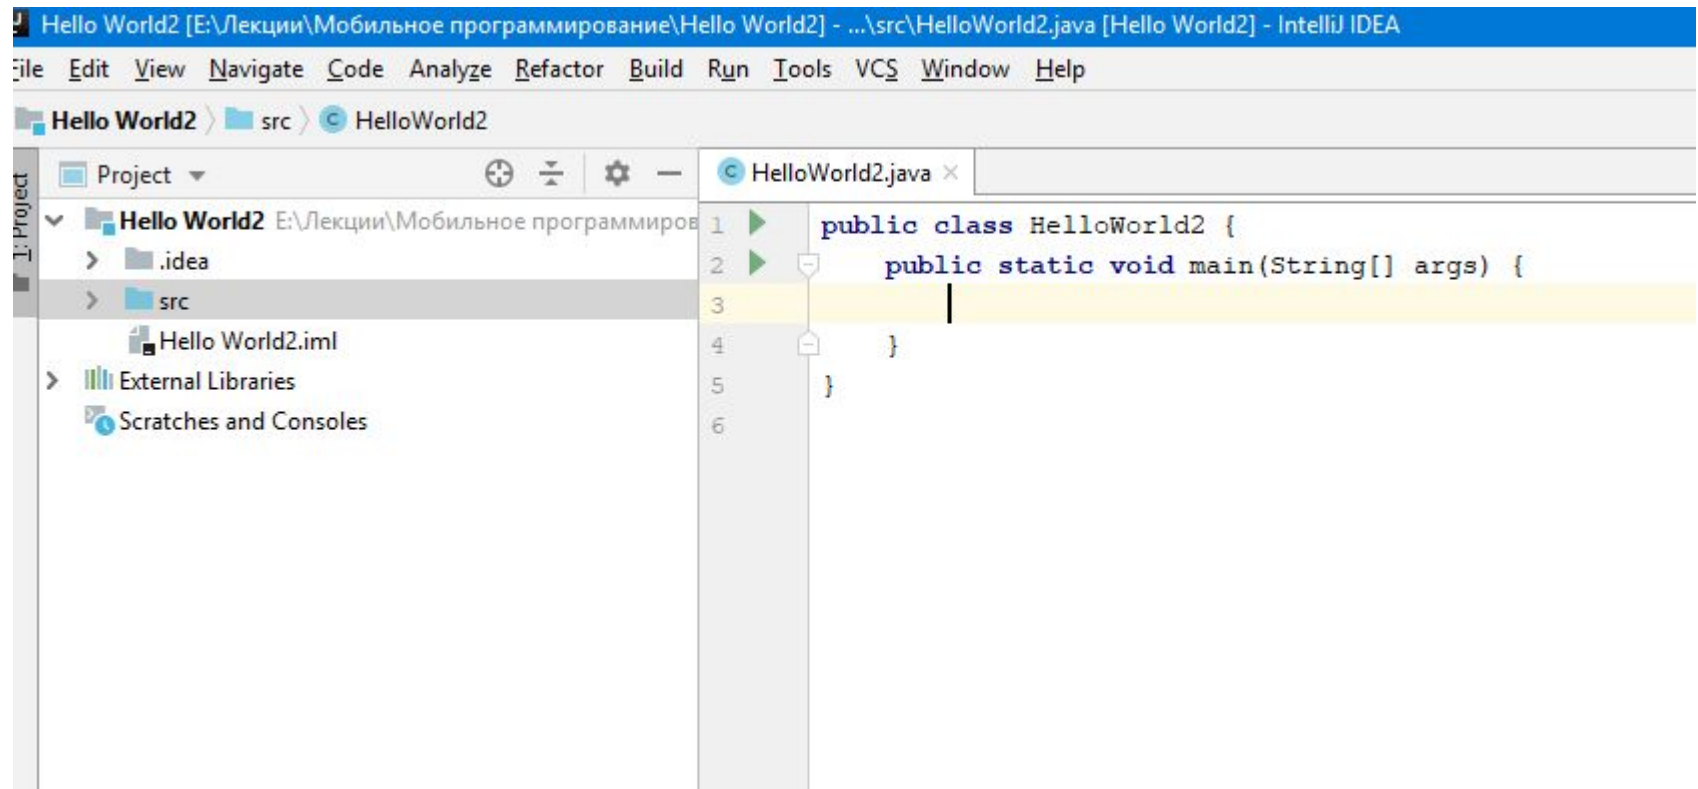 Hello World2 [E:\Лекции\Мобильное программирование\Hello World2] - ...\src\HelloWorld2.java [Hello World2] - IntelliJ IDEA
File Edit View Navigate Code Analyze Refactor Build Run Tools VCS Window Help
Hello World2 src HelloWorld2
1: Project
Project
Hello World2 E:\Лекции\Мобильное программиров
.idea
src
Hello World2.iml
External Libraries
Scratches and Consoles
HelloWorld2.java
1 public class HelloWorld2 {
2 public static void main(String[] args) {
3
4 }
5 }
6